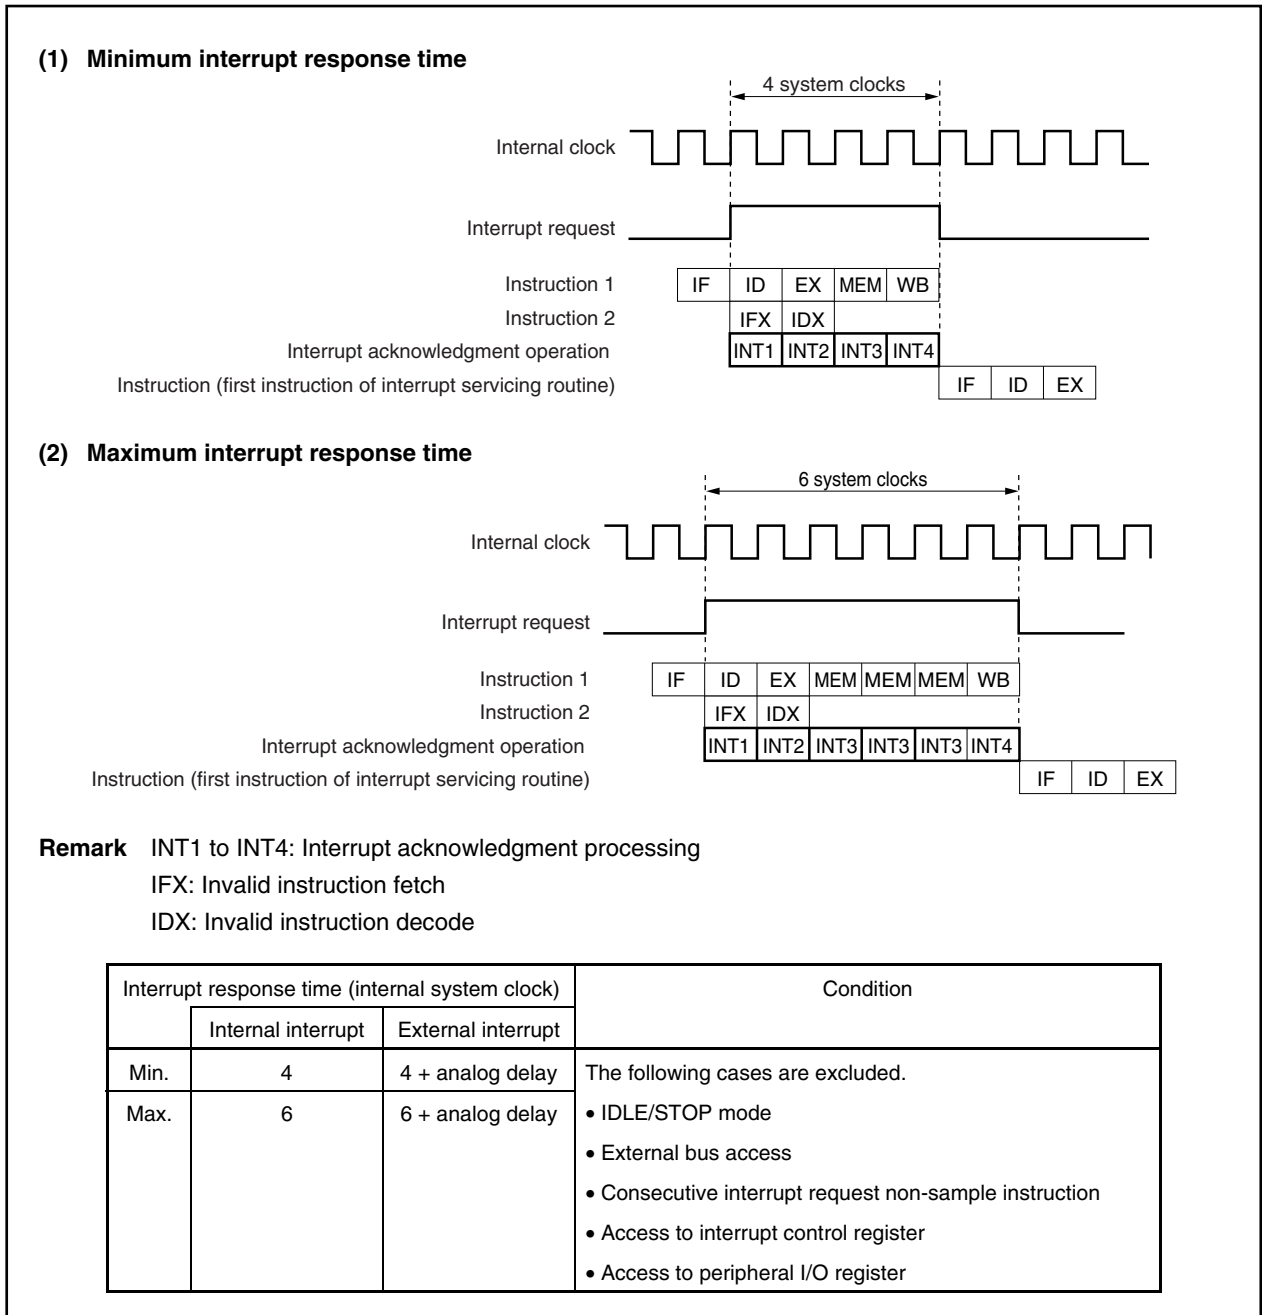 (1) Minimum interrupt response time
4 system clocks
Internal clock
Interrupt request
Instruction 1 IF ID EX MEM WB
Instruction 2 IFX IDX
Interrupt acknowledgment operation INT1 INT2 INT3 INT4
Instruction (first instruction of interrupt servicing routine) IF ID EX
(2) Maximum interrupt response time
6 system clocks
Internal clock
Interrupt request
Instruction 1 IF ID EX MEM MEM MEM WB
Instruction 2 IFX IDX
Interrupt acknowledgment operation INT1 INT2 INT3 INT3 INT3 INT4
Instruction (first instruction of interrupt servicing routine) IF ID EX
Remark INT1 to INT4: Interrupt acknowledgment processing
IFX: Invalid instruction fetch
IDX: Invalid instruction decode
Interrupt response time (internal system clock) Condition
Internal interrupt External interrupt
Min. 4 4 + analog delay The following cases are excluded.
Max. 6 6 + analog delay • IDLE/STOP mode
• External bus access
• Consecutive interrupt request non-sample instruction
• Access to interrupt control register
• Access to peripheral I/O register